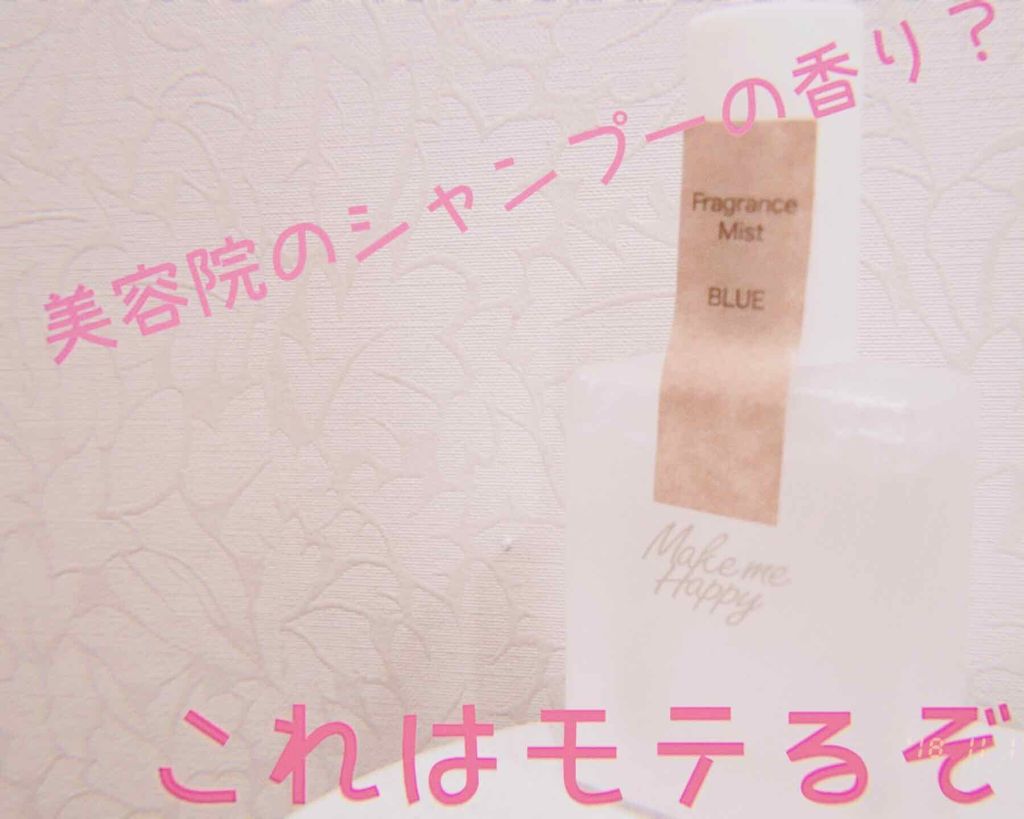 美容院のシャンプーの香り？
Fragrance
Mist
BLUE
Make me
Happy
これはモテるぞ